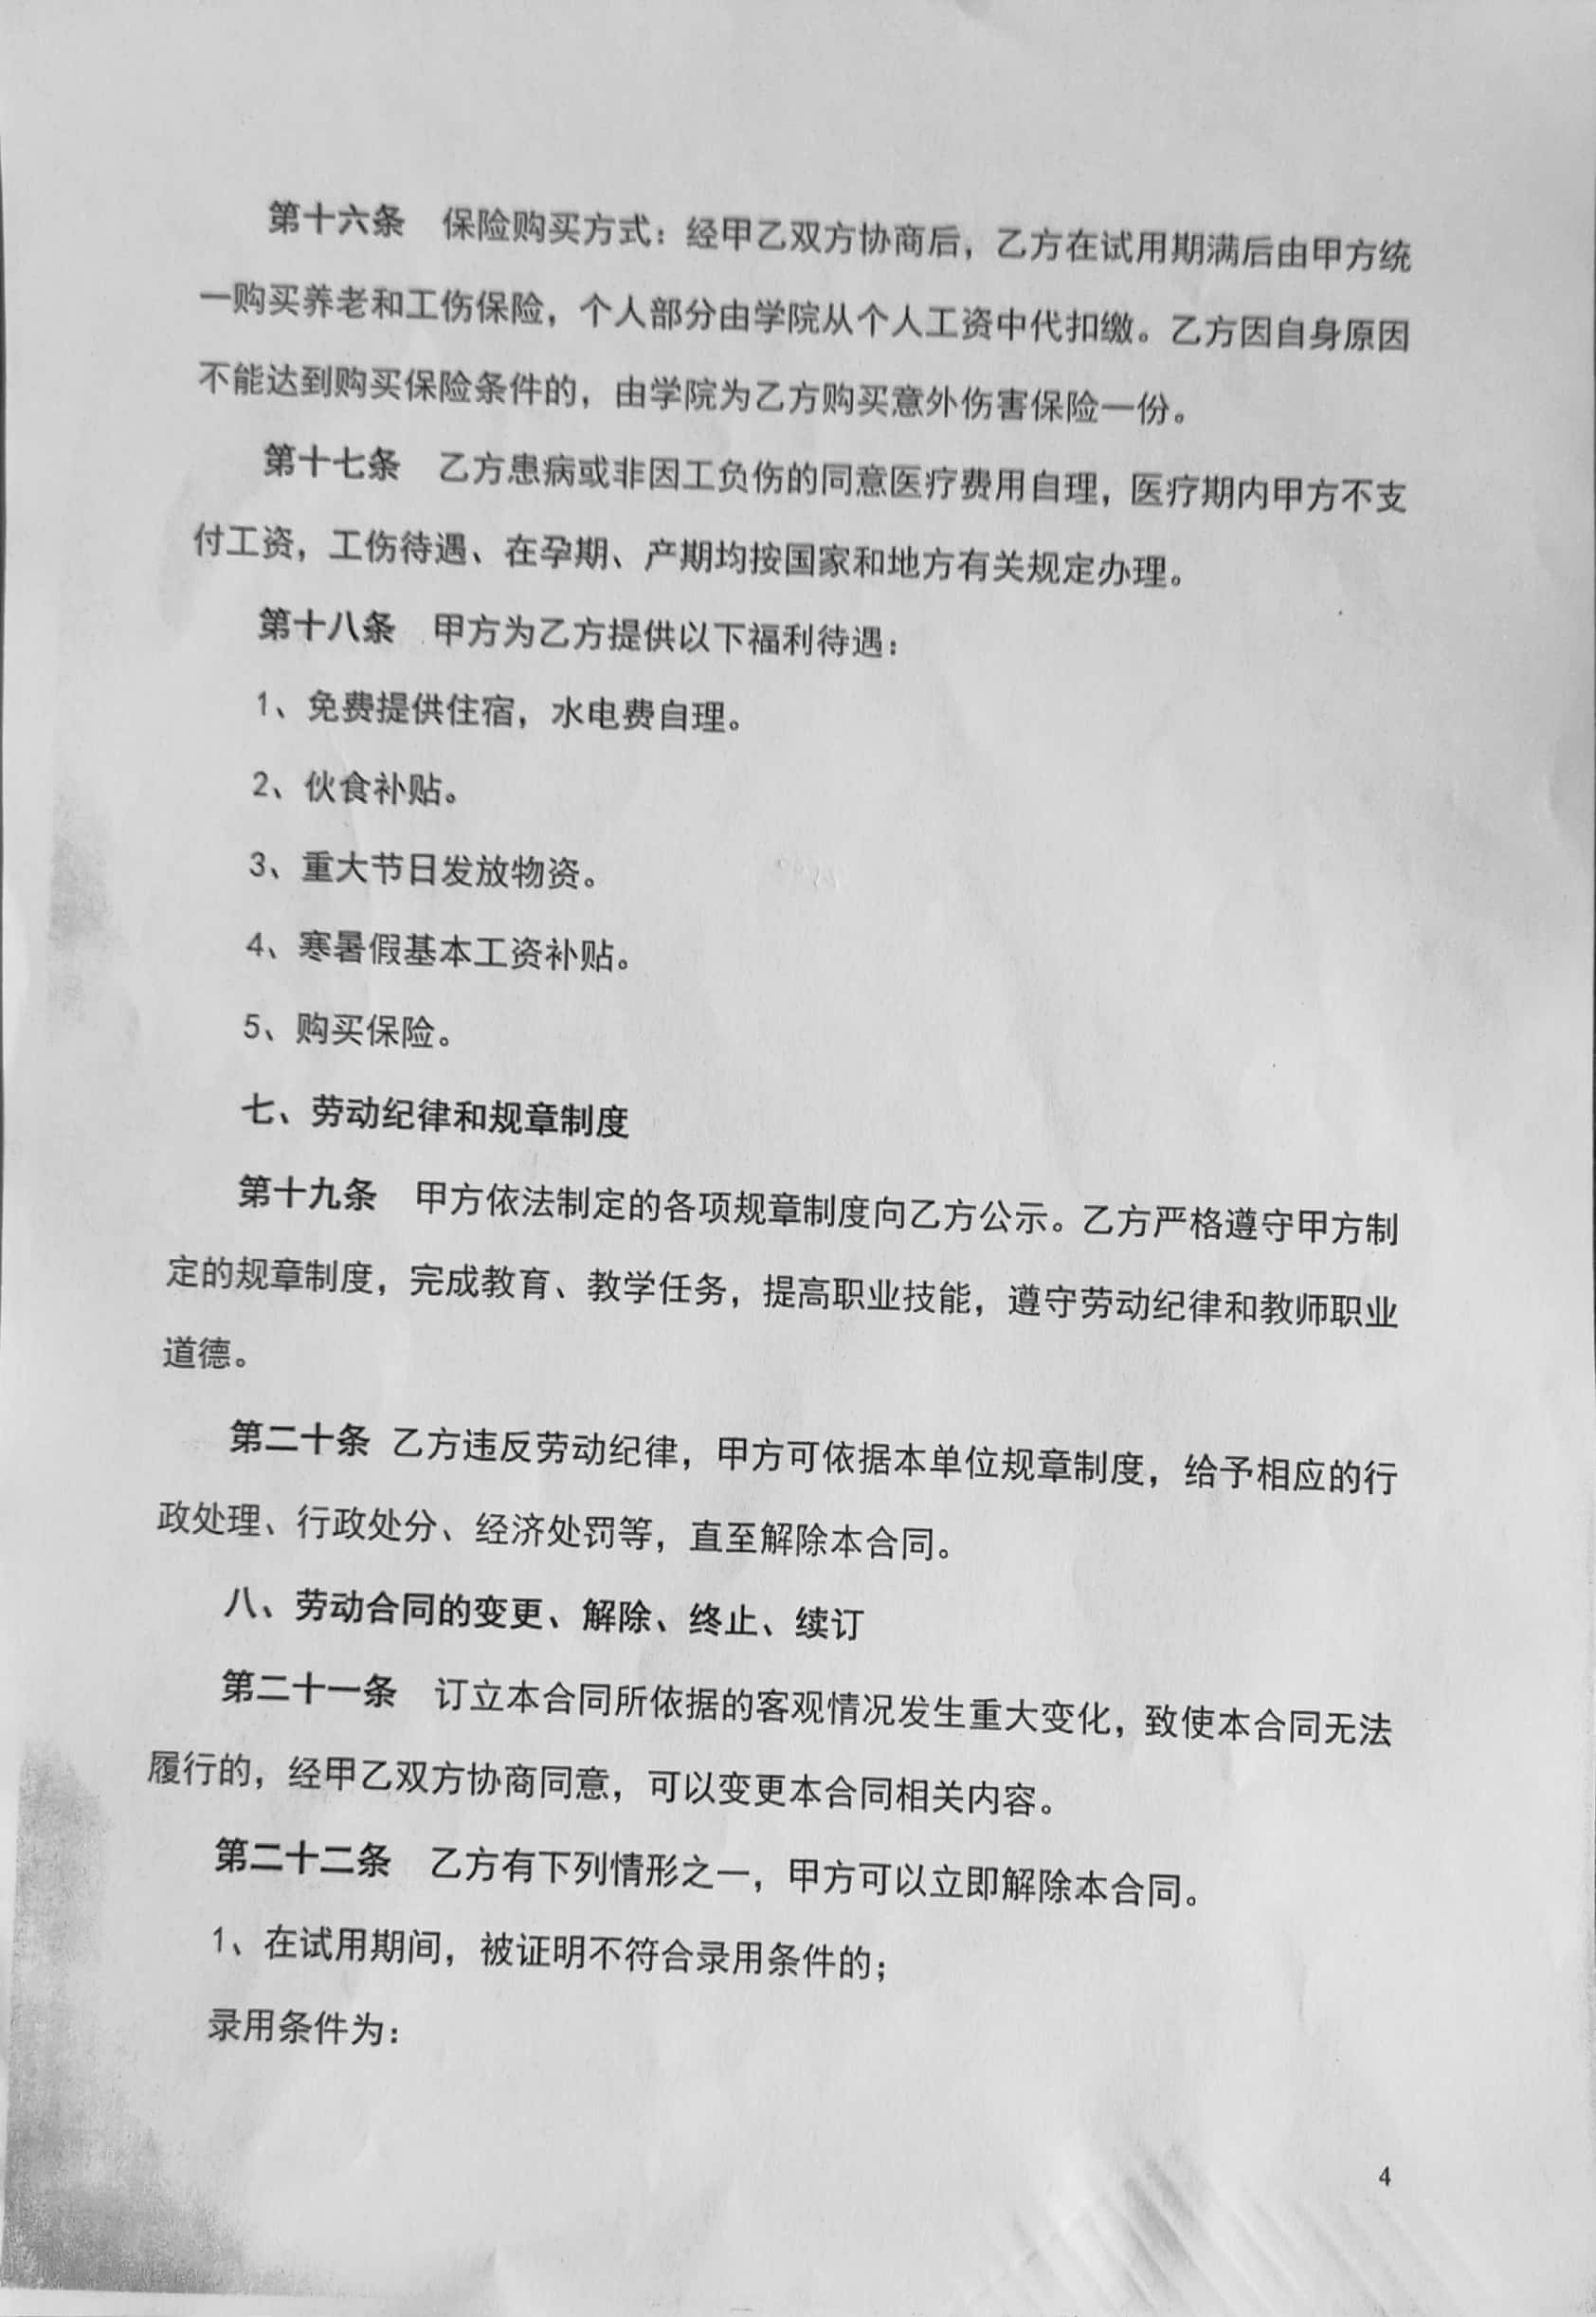 第十六条 保险购买方式：经甲乙双方协商后，乙方在试用期满后由甲方统
一购买养老和工伤保险，个人部分由学院从个人工资中代扣缴。乙方因自身原因
不能达到购买保险条件的，由学院为乙方购买意外伤害保险一份。
第十七条 乙方患病或非因工负伤的同意医疗费用自理，医疗期内甲方不支
付工资，工伤待遇、在孕期、产期均按国家和地方有关规定办理。
第十八条 甲方为乙方提供以下福利待遇：
1、免费提供住宿，水电费自理。
2、伙食补贴。
3、重大节日发放物资。
4、寒暑假基本工资补贴。
5、购买保险。
七、劳动纪律和规章制度
第十九条 甲方依法制定的各项规章制度向乙方公示。乙方严格遵守甲方制
定的规章制度，完成教育、教学任务，提高职业技能，遵守劳动纪律和教师职业
道德。
第二十条 乙方违反劳动纪律，甲方可依据本单位规章制度，给予相应的行
政处理、行政处分、经济处罚等，直至解除本合同。
八、劳动合同的变更、解除、终止、续订
第二十一条 订立本合同所依据的客观情况发生重大变化，致使本合同无法
履行的，经甲乙双方协商同意，可以变更本合同相关内容。
第二十二条 乙方有下列情形之一，甲方可以立即解除本合同。
1、在试用期间，被证明不符合录用条件的；
录用条件为：
4